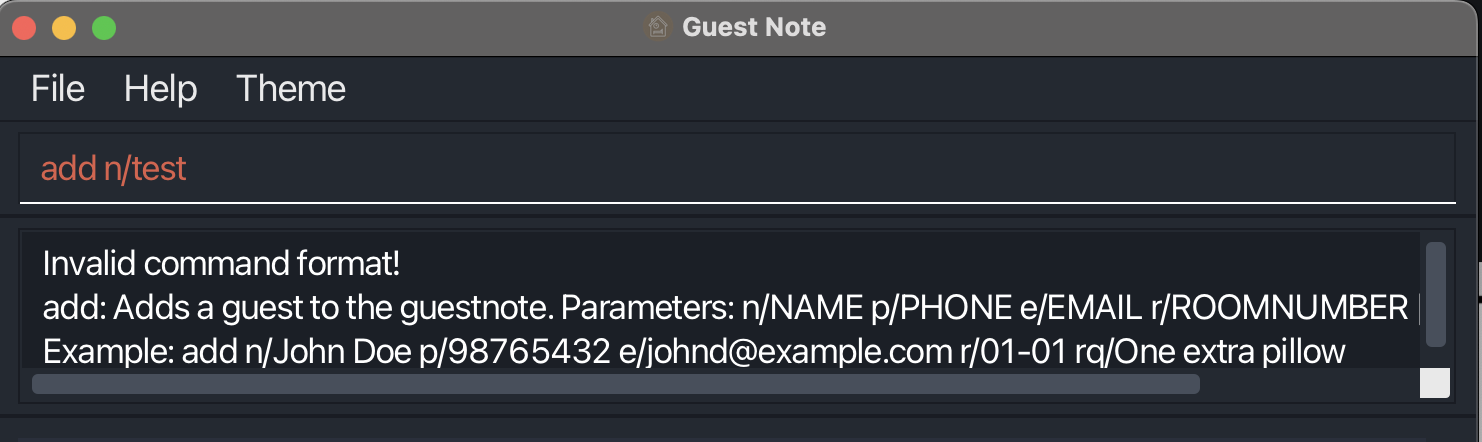 Guest Note
File Help Theme
add n/test
Invalid command format!
add: Adds a guest to the guestnote. Parameters: n/NAME p/PHONE e/EMAIL r/ROOMNUMBER
Example: add n/John Doe p/98765432 e/johnd@example.com r/01-01 rq/One extra pillow